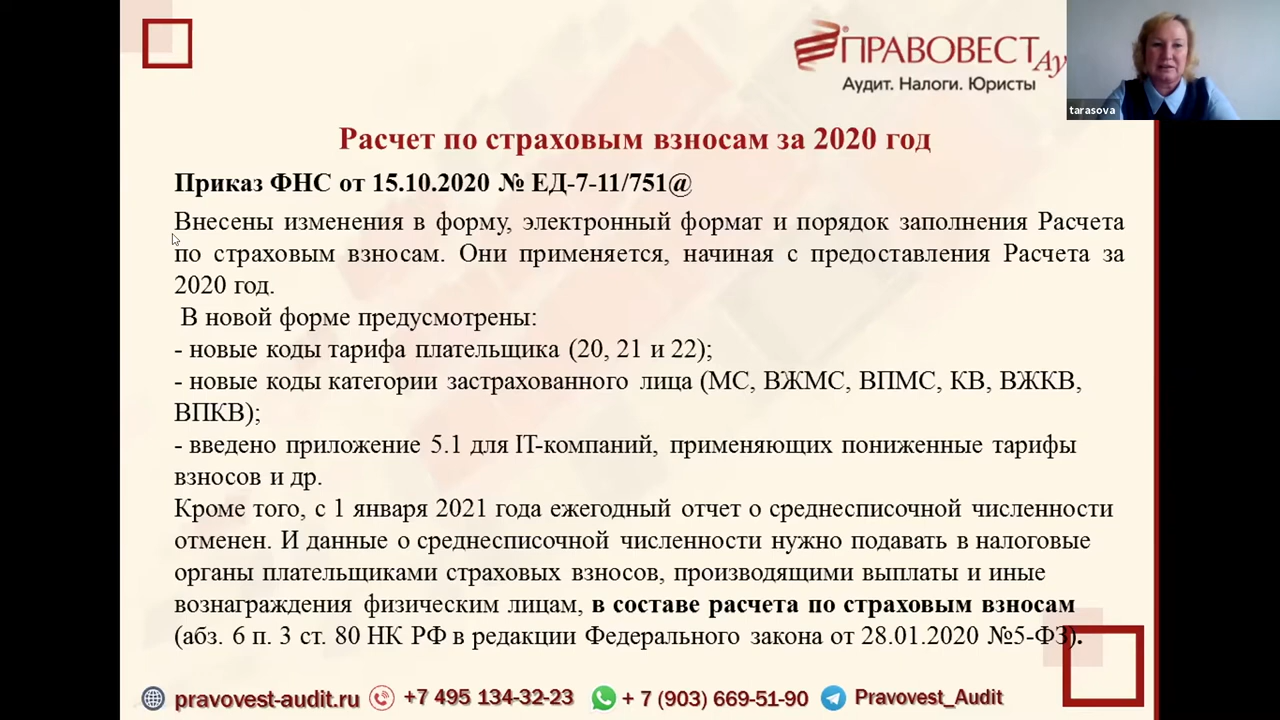 ПРАВОВЕСТ Ау
Аудит. Налоги. Юристы
tarasova
Расчет по страховым взносам за 2020 год
Приказ ФНС от 15.10.2020 № ЕД-7-11/751@
Внесены изменения в форму, электронный формат и порядок заполнения Расчета
по страховым взносам. Они применяется, начиная с предоставления Расчета за
2020 год.
В новой форме предусмотрены:
- новые коды тарифа плательщика (20, 21 и 22);
- новые коды категории застрахованного лица (МС, ВЖМС, ВПМС, КВ, ВЖКВ,
ВПКВ);
- введено приложение 5.1 для IT-компаний, применяющих пониженные тарифы
взносов и др.
Кроме того, с 1 января 2021 года ежегодный отчет о среднесписочной численности
отменен. И данные о среднесписочной численности нужно подавать в налоговые
органы плательщиками страховых взносов, производящими выплаты и иные
вознаграждения физическим лицам, в составе расчета по страховым взносам
(абз. 6 п. 3 ст. 80 НК РФ в редакции Федерального закона от 28.01.2020 №5-ФЗ).
pravovest-audit.ru +7 495 134-32-23 + 7 (903) 669-51-90 Pravovest_Audit